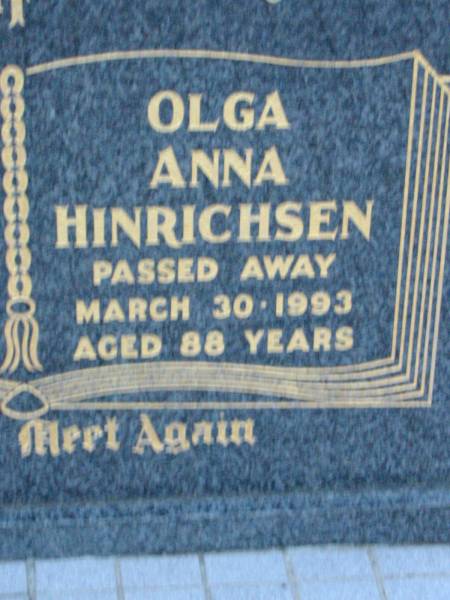 OLGA
ANNA
HINRICHSEN
PASSED AWAY
MARCH 30·1993
AGED 88 YEARS
Meet Again